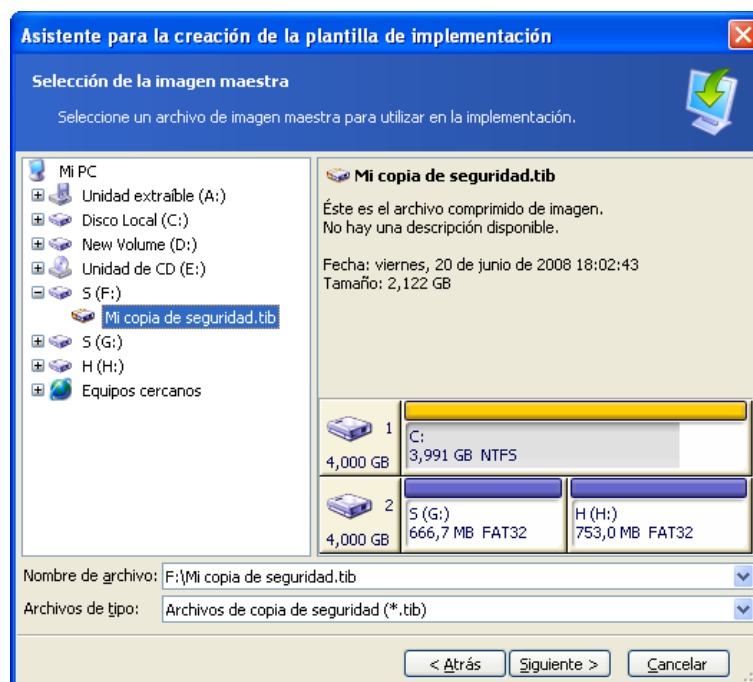 Asistente para la creación de la plantilla de implementación
Selección de la imagen maestra
Seleccione un archivo de imagen maestra para utilizar en la implementación.
Mi PC
Unidad extraíble (A:)
Disco Local (C:)
New Volume (D:)
Unidad de CD (E:)
S (F:)
Mi copia de seguridad.tib
S (G:)
H (H:)
Equipos cercanos
Mi copia de seguridad.tib
Éste es el archivo comprimido de imagen.
No hay una descripción disponible.
Fecha: viernes, 20 de junio de 2008 18:02:43
Tamaño: 2,122 GB
1
4,000 GB
C:
3,991 GB NTFS
2
4,000 GB
S (G:)
666,7 MB FAT32
H (H:)
753,0 MB FAT32
Nombre de archivo: F:\Mi copia de seguridad.tib
Archivos de tipo: Archivos de copia de seguridad (*.tib)
< Atrás Siguiente > Cancelar